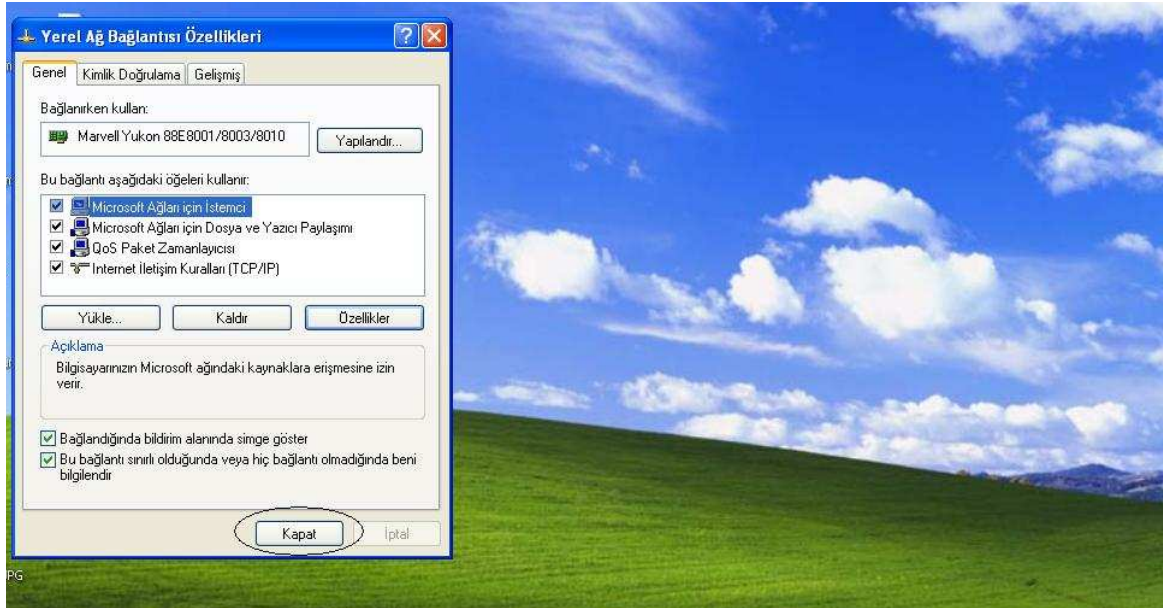 Yerel Ağ Bağlantısı Özellikleri
Genel Kimlik Doğrulama Gelişmiş
Bağlanırken kullan:
Marvell Yukon 88E8001/8003/8010 Yapılandır...
Bu bağlantı aşağıdaki öğeleri kullanır:
Microsoft Ağları için İstemci
Microsoft Ağları için Dosya ve Yazıcı Paylaşımı
QoS Paket Zamanlayıcısı
Internet İletişim Kuralları (TCP/IP)
Yükle... Kaldır Özellikler
Açıklama
Bilgisayarınızın Microsoft ağındaki kaynaklara erişmesine izin
verir.
Bağlandığında bildirim alanında simge göster
Bu bağlantı sınırlı olduğunda veya hiç bağlantı olmadığında beni
bilgilendir
Kapat İptal
PG